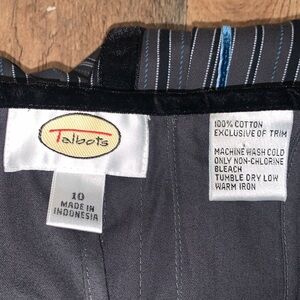 Talbots
10
MADE IN
INDONESIA
100% COTTON
EXCLUSIVE OF TRIM
MACHINE WASH COLD
ONLY NON-CHLORINE
BLEACH
TUMBLE DRY LOW
WARM IRON